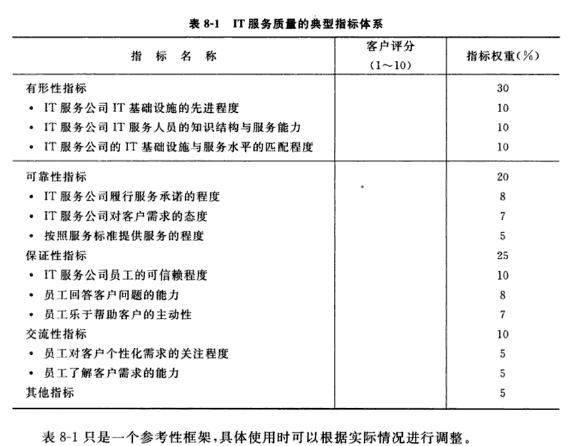 表 8-1 IT 服务质量的典型指标体系
指 标 名 称 客户评分 (1～10) 指标权重(%)
有形性指标 30
• IT 服务公司 IT 基础设施的先进程度 10
• IT 服务公司 IT 服务人员的知识结构与服务能力 10
• IT 服务公司的 IT 基础设施与服务水平的匹配程度 10
可靠性指标 20
• IT 服务公司履行服务承诺的程度 8
• IT 服务公司对客户需求的态度 7
• 按照服务标准提供服务的程度 5
保证性指标 25
• IT 服务公司员工的可信赖程度 10
• 员工回答客户问题的能力 8
• 员工乐于帮助客户的主动性 7
交流性指标 10
• 员工对客户个性化需求的关注程度 5
• 员工了解客户需求的能力 5
其他指标 5
表 8-1 只是一个参考性框架,具体使用时可以根据实际情况进行调整。